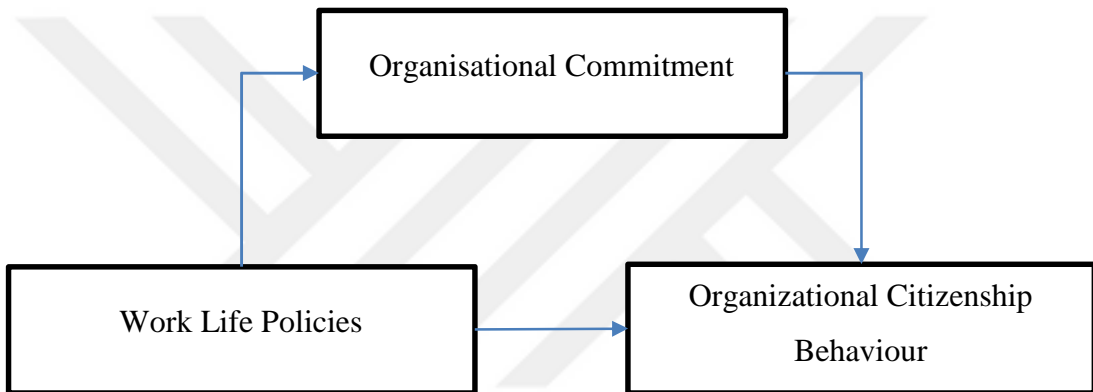 Organisational Commitment
Work Life Policies
Organizational Citizenship
Behaviour